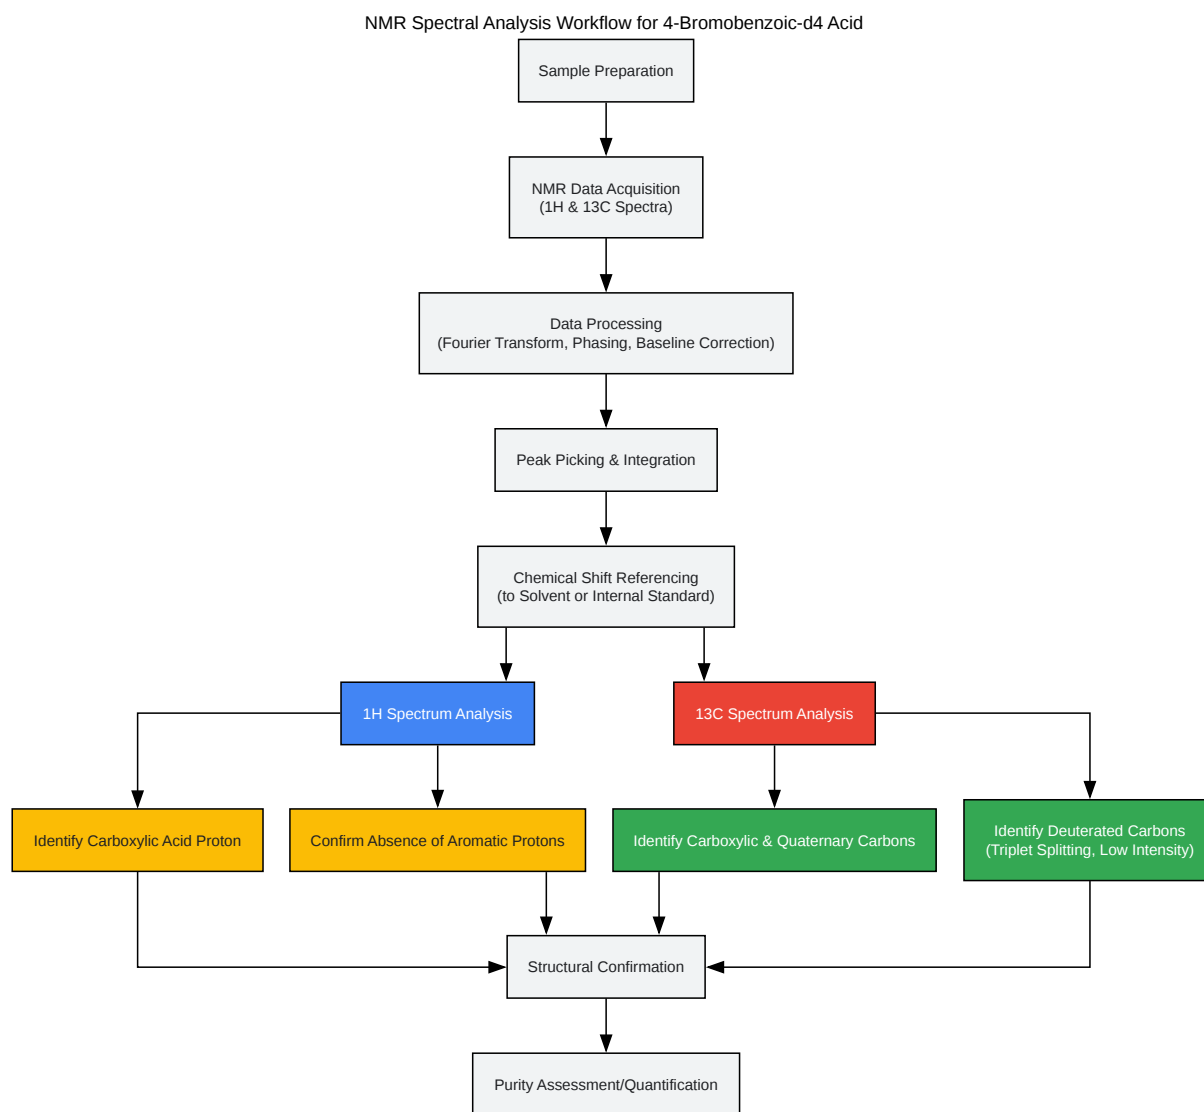 NMR Spectral Analysis Workflow for 4-Bromobenzoic-d4 Acid
Sample Preparation
NMR Data Acquisition
(1H & 13C Spectra)
Data Processing
(Fourier Transform, Phasing, Baseline Correction)
Peak Picking & Integration
Chemical Shift Referencing
(to Solvent or Internal Standard)
1H Spectrum Analysis
13C Spectrum Analysis
Identify Carboxylic Acid Proton
Confirm Absence of Aromatic Protons
Identify Carboxylic & Quaternary Carbons
Identify Deuterated Carbons
(Triplet Splitting, Low Intensity)
Structural Confirmation
Purity Assessment/Quantification